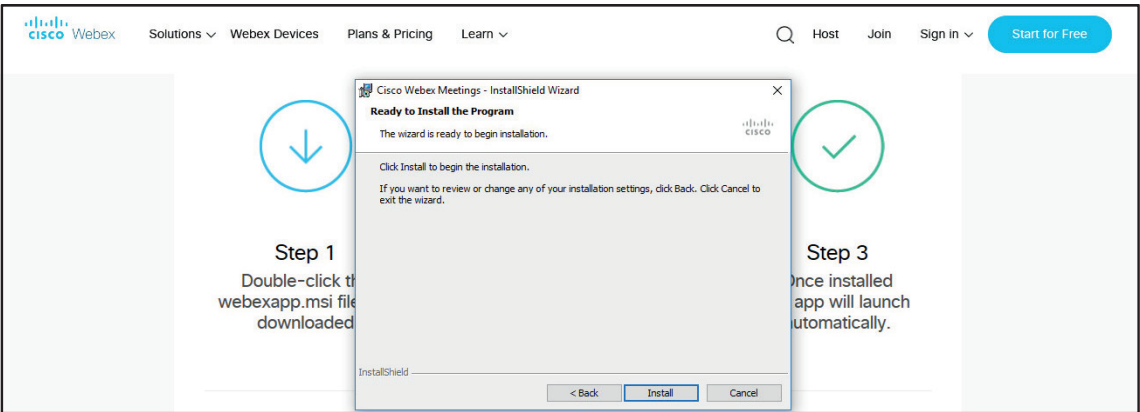 cisco Webex Solutions Webex Devices Plans & Pricing Learn Host Join Sign in Start for Free
Cisco Webex Meetings - InstallShield Wizard
Ready to Install the Program
The wizard is ready to begin installation.
cisco
Click Install to begin the installation.
If you want to review or change any of your installation settings, click Back. Click Cancel to
exit the wizard.
InstallShield
< Back Install Cancel
Step 1
Double-click
webexapp.msi
downloaded
Step 3
installed
app will launch
automatically.